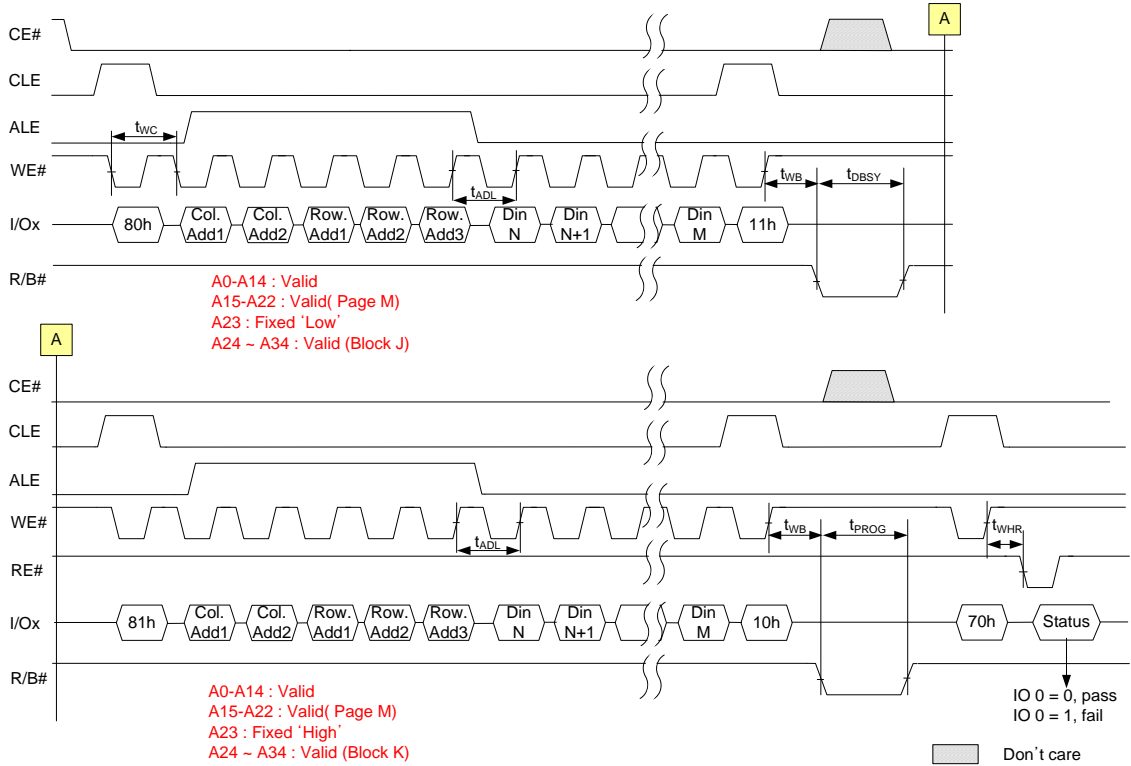 A
CE#
CLE
ALE
tWC
WE#
tADL
tWB
tDBSY
I/Ox
80h
Col. Add1
Col. Add2
Row. Add1
Row. Add2
Row. Add3
Din N
Din N+1
Din M
11h
R/B#
A0-A14 : Valid
A15-A22 : Valid( Page M)
A23 : Fixed ‘Low’
A24 ~ A34 : Valid (Block J)
A
CE#
CLE
ALE
WE#
tADL
tWB
tPROG
tWHR
RE#
I/Ox
81h
Col. Add1
Col. Add2
Row. Add1
Row. Add2
Row. Add3
Din N
Din N+1
Din M
10h
70h
Status
R/B#
A0-A14 : Valid
A15-A22 : Valid( Page M)
A23 : Fixed ‘High’
A24 ~ A34 : Valid (Block K)
IO 0 = 0, pass
IO 0 = 1, fail
Don’t care